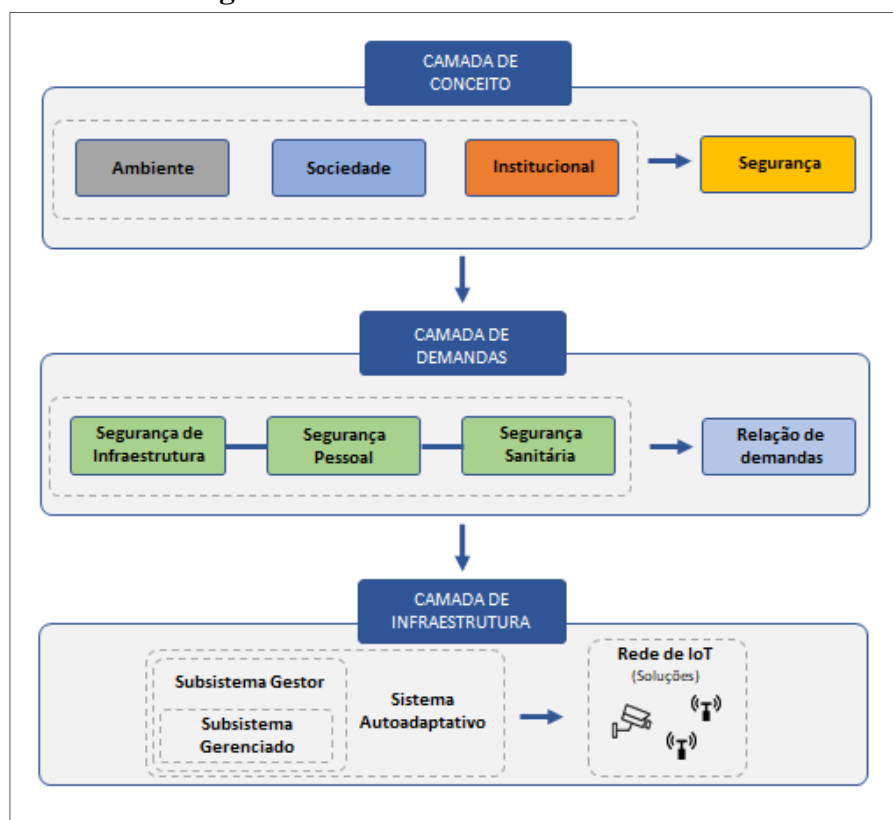 CAMADA DE
CONCEITO
Ambiente
Sociedade
Institucional
Segurança
CAMADA DE
DEMANDAS
Segurança de
Infraestrutura
Segurança
Pessoal
Segurança
Sanitária
Relação de
demandas
CAMADA DE
INFRAESTRUTURA
Subsistema Gestor
Subsistema
Gerenciado
Sistema
Autoadaptativo
Rede de IoT
(Soluções)